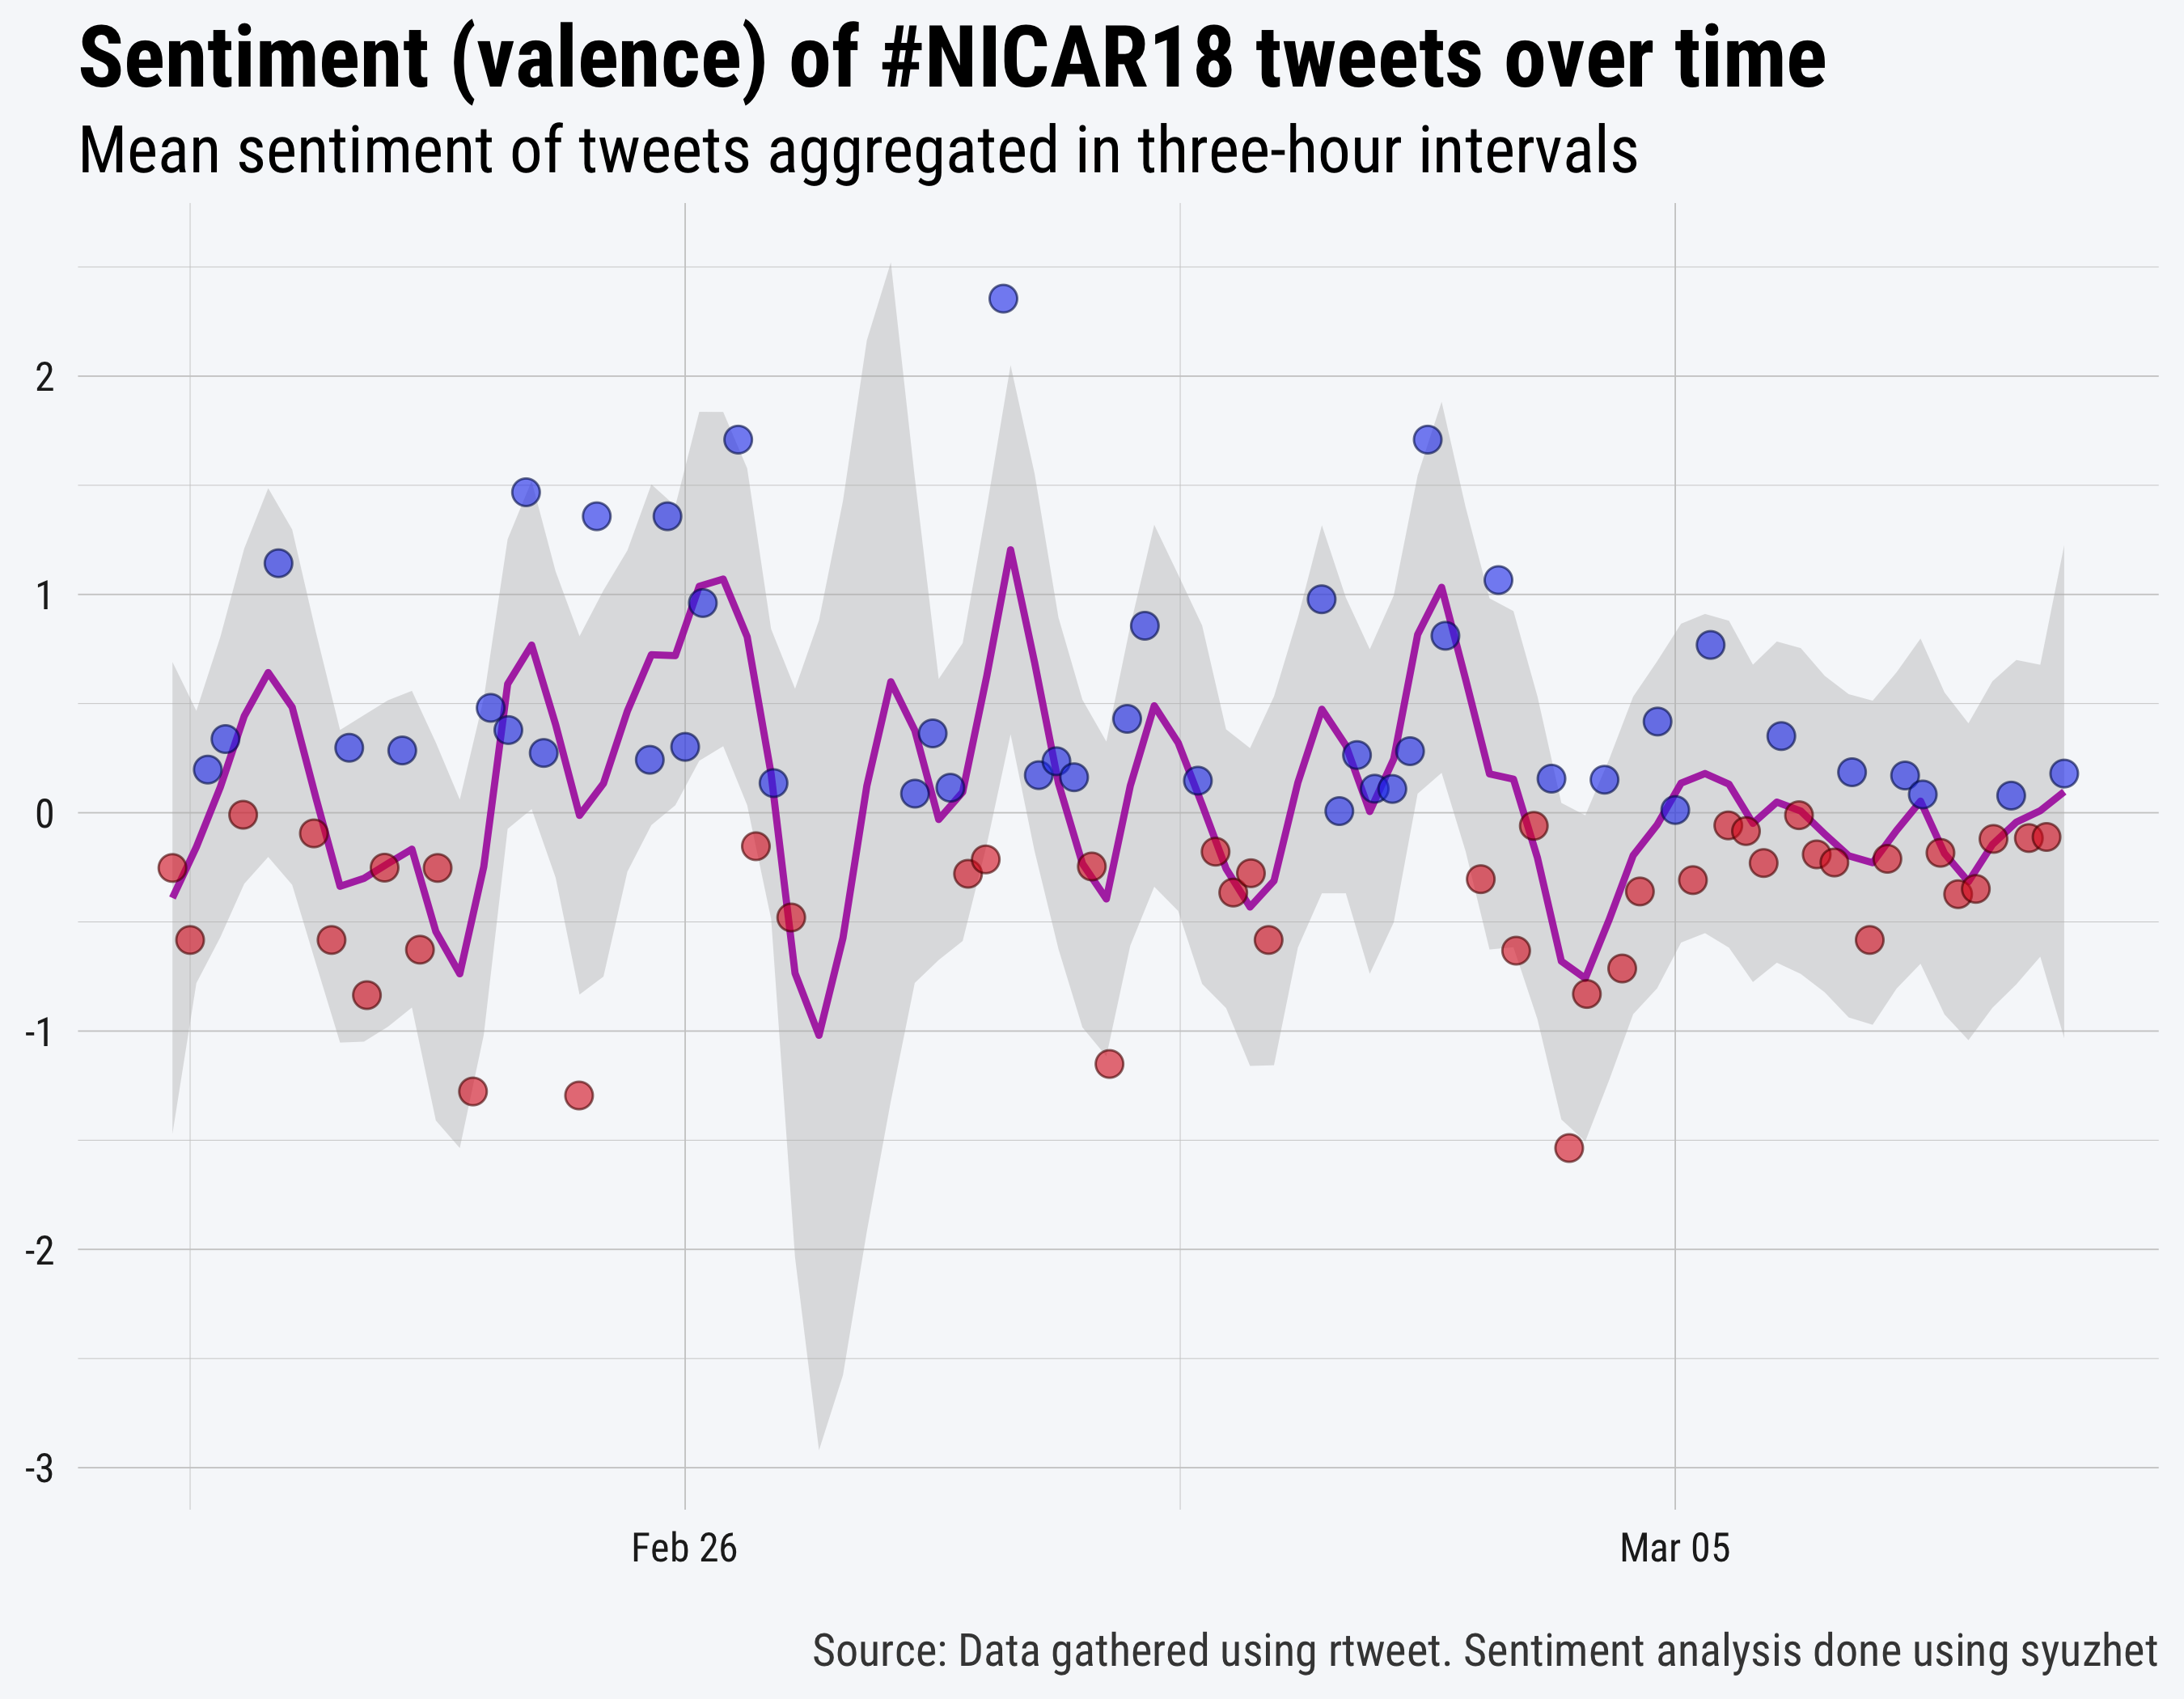 Sentiment (valence) of #NICAR18 tweets over time
Mean sentiment of tweets aggregated in three-hour intervals
2
1
0
-1
-2
-3
Feb 26 Mar 05
Source: Data gathered using rtweet. Sentiment analysis done using syuzhet